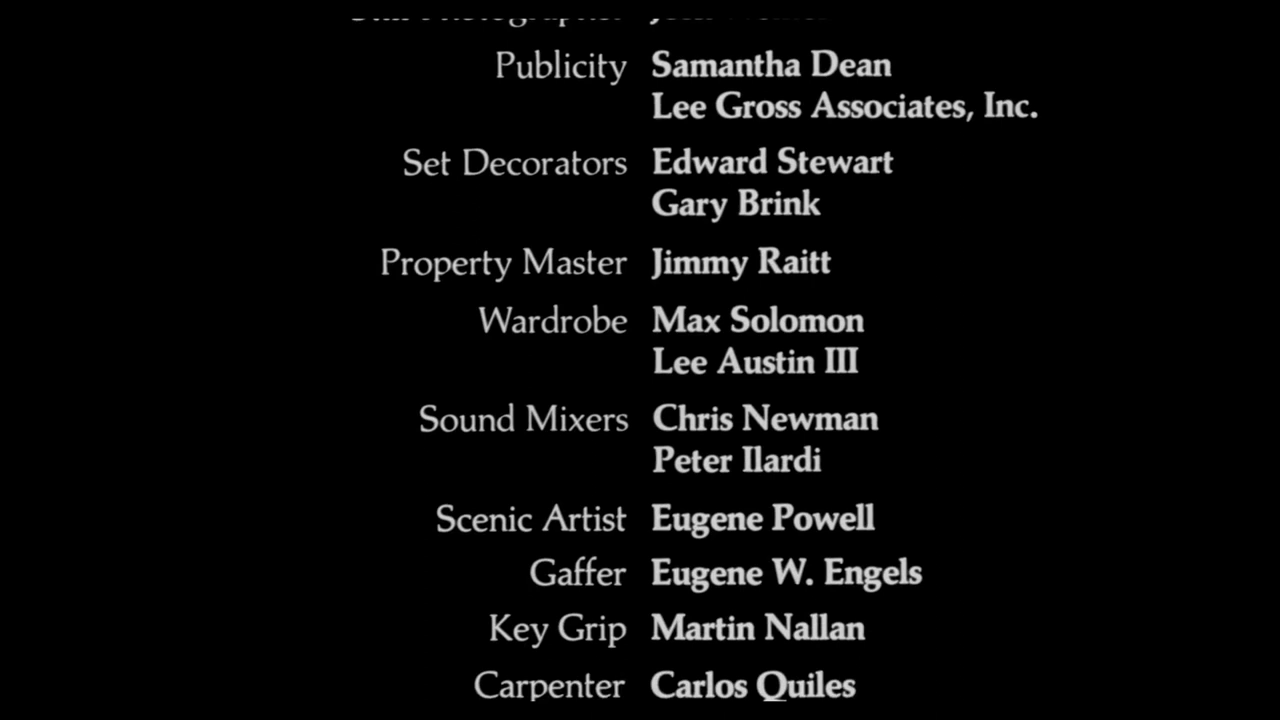 Publicity Samantha Dean
Lee Gross Associates, Inc.
Set Decorators Edward Stewart
Gary Brink
Property Master Jimmy Raitt
Wardrobe Max Solomon
Lee Austin III
Sound Mixers Chris Newman
Peter Ilardi
Scenic Artist Eugene Powell
Gaffer Eugene W. Engels
Key Grip Martin Nallan
Carpenter Carlos Quiles